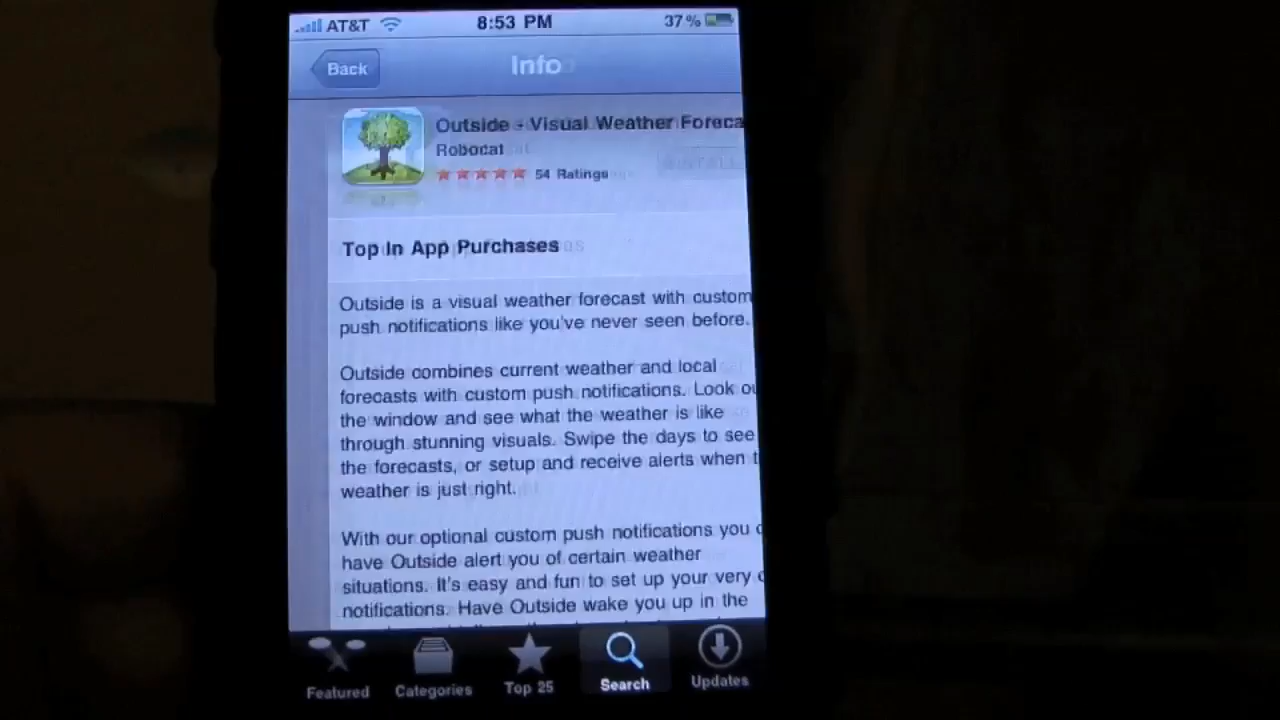 AT&T 8:53 PM 37%
Back Info
Outside - Visual Weather Foreca
Robocat
INSTALL
54 Ratings
Top In App Purchases
Outside is a visual weather forecast with custom
push notifications like you've never seen before.
Outside combines current weather and local
forecasts with custom push notifications. Look ou
the window and see what the weather is like
through stunning visuals. Swipe the days to see
the forecasts, or setup and receive alerts when t
weather is just right.
With our optional custom push notifications you c
have Outside alert you of certain weather
situations. It's easy and fun to set up your very o
notifications. Have Outside wake you up in the
Featured Categories Top 25 Search Updates